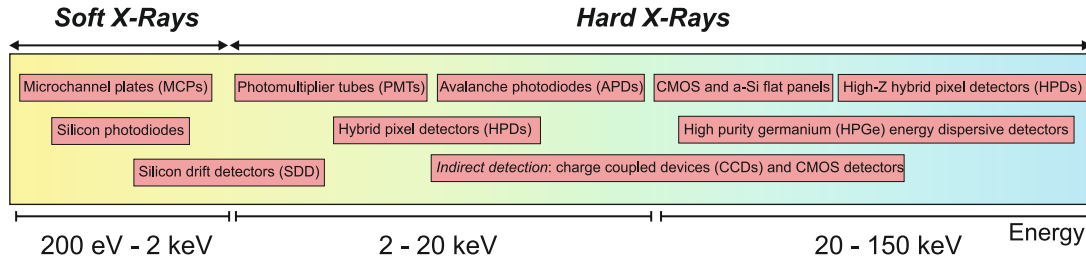 Soft X-Rays
Hard X-Rays
Microchannel plates (MCPs)
Photomultiplier tubes (PMTs)
Avalanche photodiodes (APDs)
CMOS and a-Si flat panels
High-Z hybrid pixel detectors (HPDs)
Silicon photodiodes
Hybrid pixel detectors (HPDs)
High purity germanium (HPGe) energy dispersive detectors
Silicon drift detectors (SDD)
Indirect detection: charge coupled devices (CCDs) and CMOS detectors
Energy
200 eV - 2 keV
2 - 20 keV
20 - 150 keV